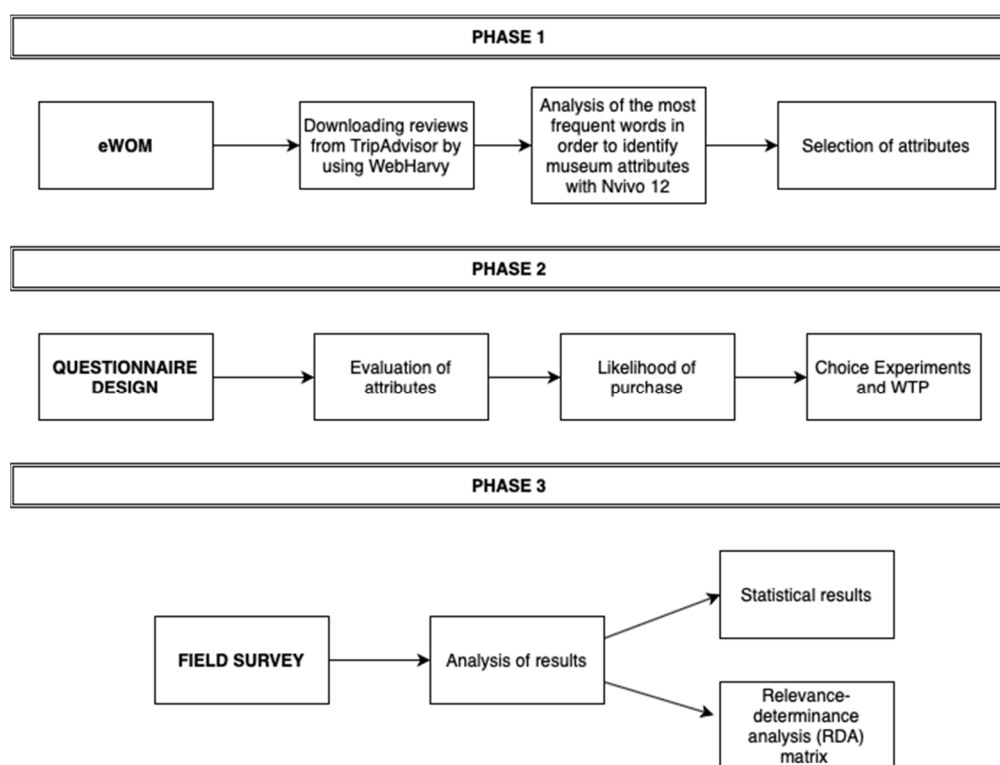 PHASE 1
eWOM
Downloading reviews
from TripAdvisor by
using WebHarvy
Analysis of the most
frequent words in
order to identify
museum attributes
with Nvivo 12
Selection of attributes
PHASE 2
QUESTIONNAIRE
DESIGN
Evaluation of
attributes
Likelihood of
purchase
Choice Experiments
and WTP
PHASE 3
FIELD SURVEY
Analysis of results
Statistical results
Relevance-
determinance
analysis (RDA)
matrix